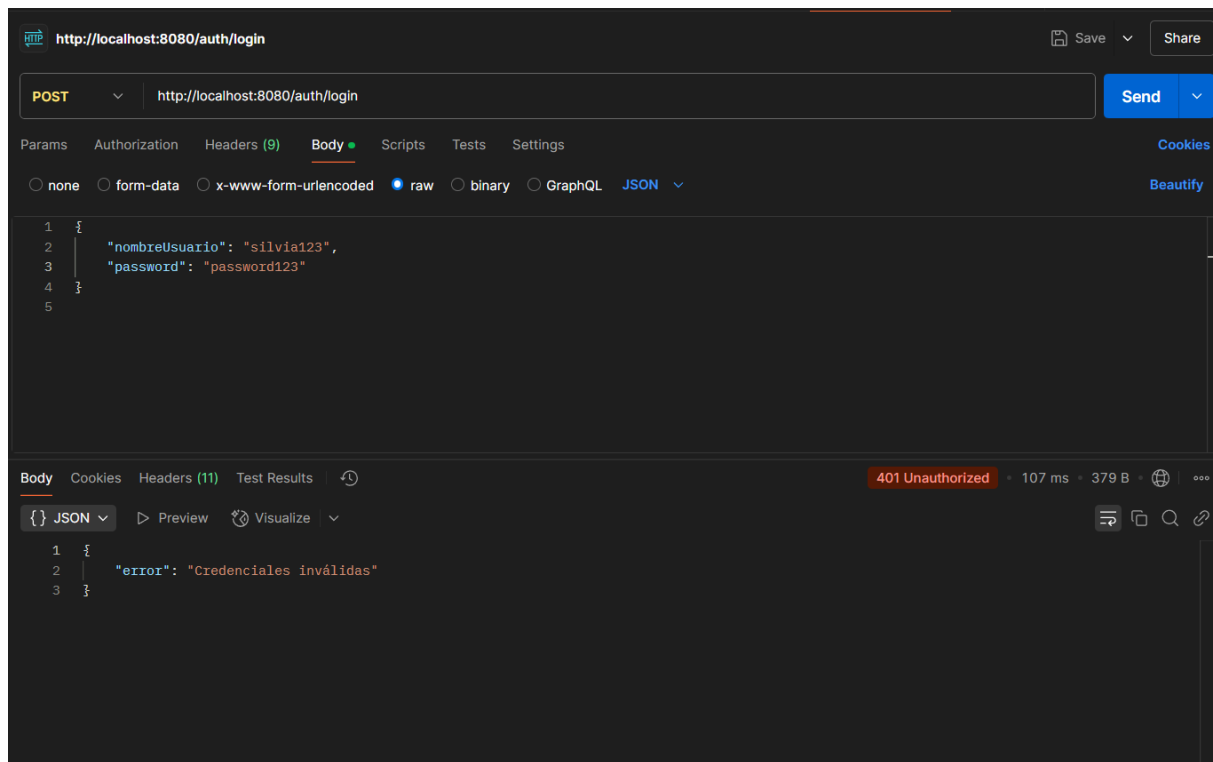 HTTP http://localhost:8080/auth/login Save Share
POST http://localhost:8080/auth/login Send
Params Authorization Headers (9) Body Scripts Tests Settings Cookies
none form-data x-www-form-urlencoded raw binary GraphQL JSON Beautify
1 {
2 "nombreUsuario": "silvia123",
3 "password": "password123"
4 }
5
Body Cookies Headers (11) Test Results 401 Unauthorized • 107 ms • 379 B
{} JSON Preview Visualize
1 {
2 "error": "Credenciales inválidas"
3 }